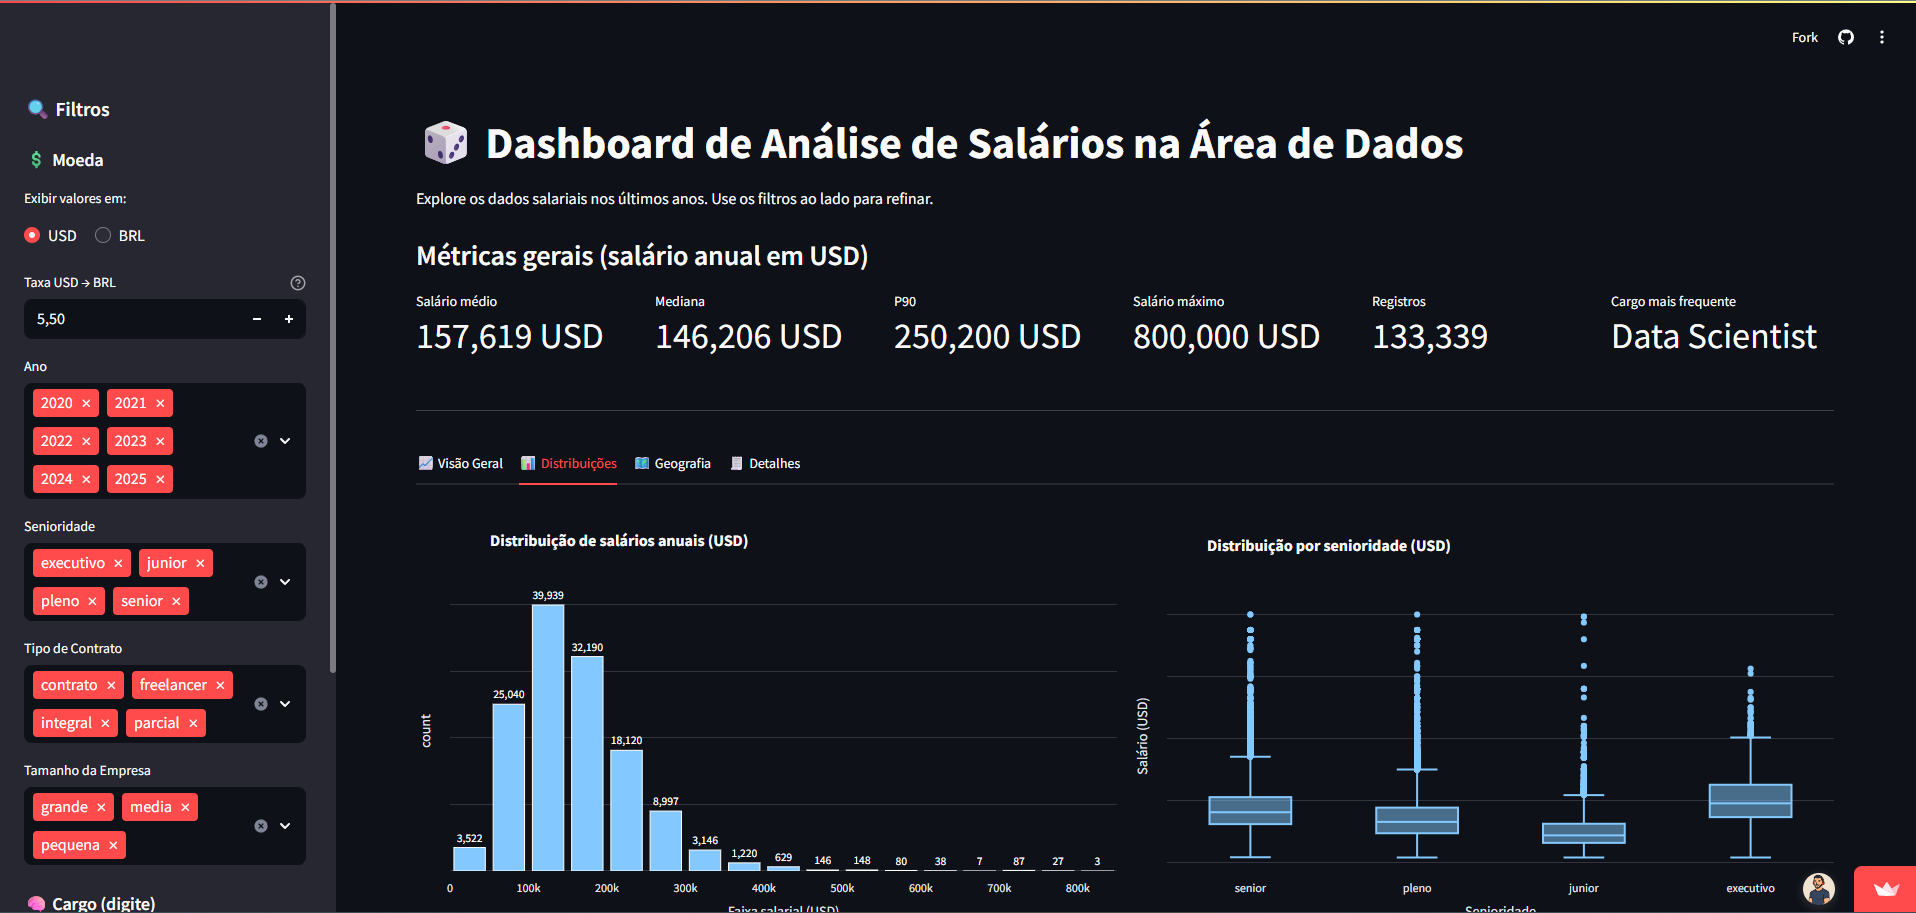 Fork
Filtros
Moeda
Exibir valores em:
USD BRL
Taxa USD → BRL
5,50
Ano
2020 2021
2022 2023
2024 2025
Senioridade
executivo junior
pleno senior
Tipo de Contrato
contrato freelancer
integral parcial
Tamanho da Empresa
grande media
pequena
Cargo (digite)
Dashboard de Análise de Salários na Área de Dados
Explore os dados salariais nos últimos anos. Use os filtros ao lado para refinar.
Métricas gerais (salário anual em USD)
Salário médio
157,619 USD
Mediana
146,206 USD
P90
250,200 USD
Salário máximo
800,000 USD
Registros
133,339
Cargo mais frequente
Data Scientist
Visão Geral Distribuições Geografia Detalhes
Distribuição de salários anuais (USD)
count
3,522 25,040 39,939 32,190 18,120 8,997 3,146 1,220 629 146 148 80 38 7 87 27 3
0 100k 200k 300k 400k 500k 600k 700k 800k
Faixa salarial (USD)
Distribuição por senioridade (USD)
Salário (USD)
senior pleno junior executivo
Senioridade